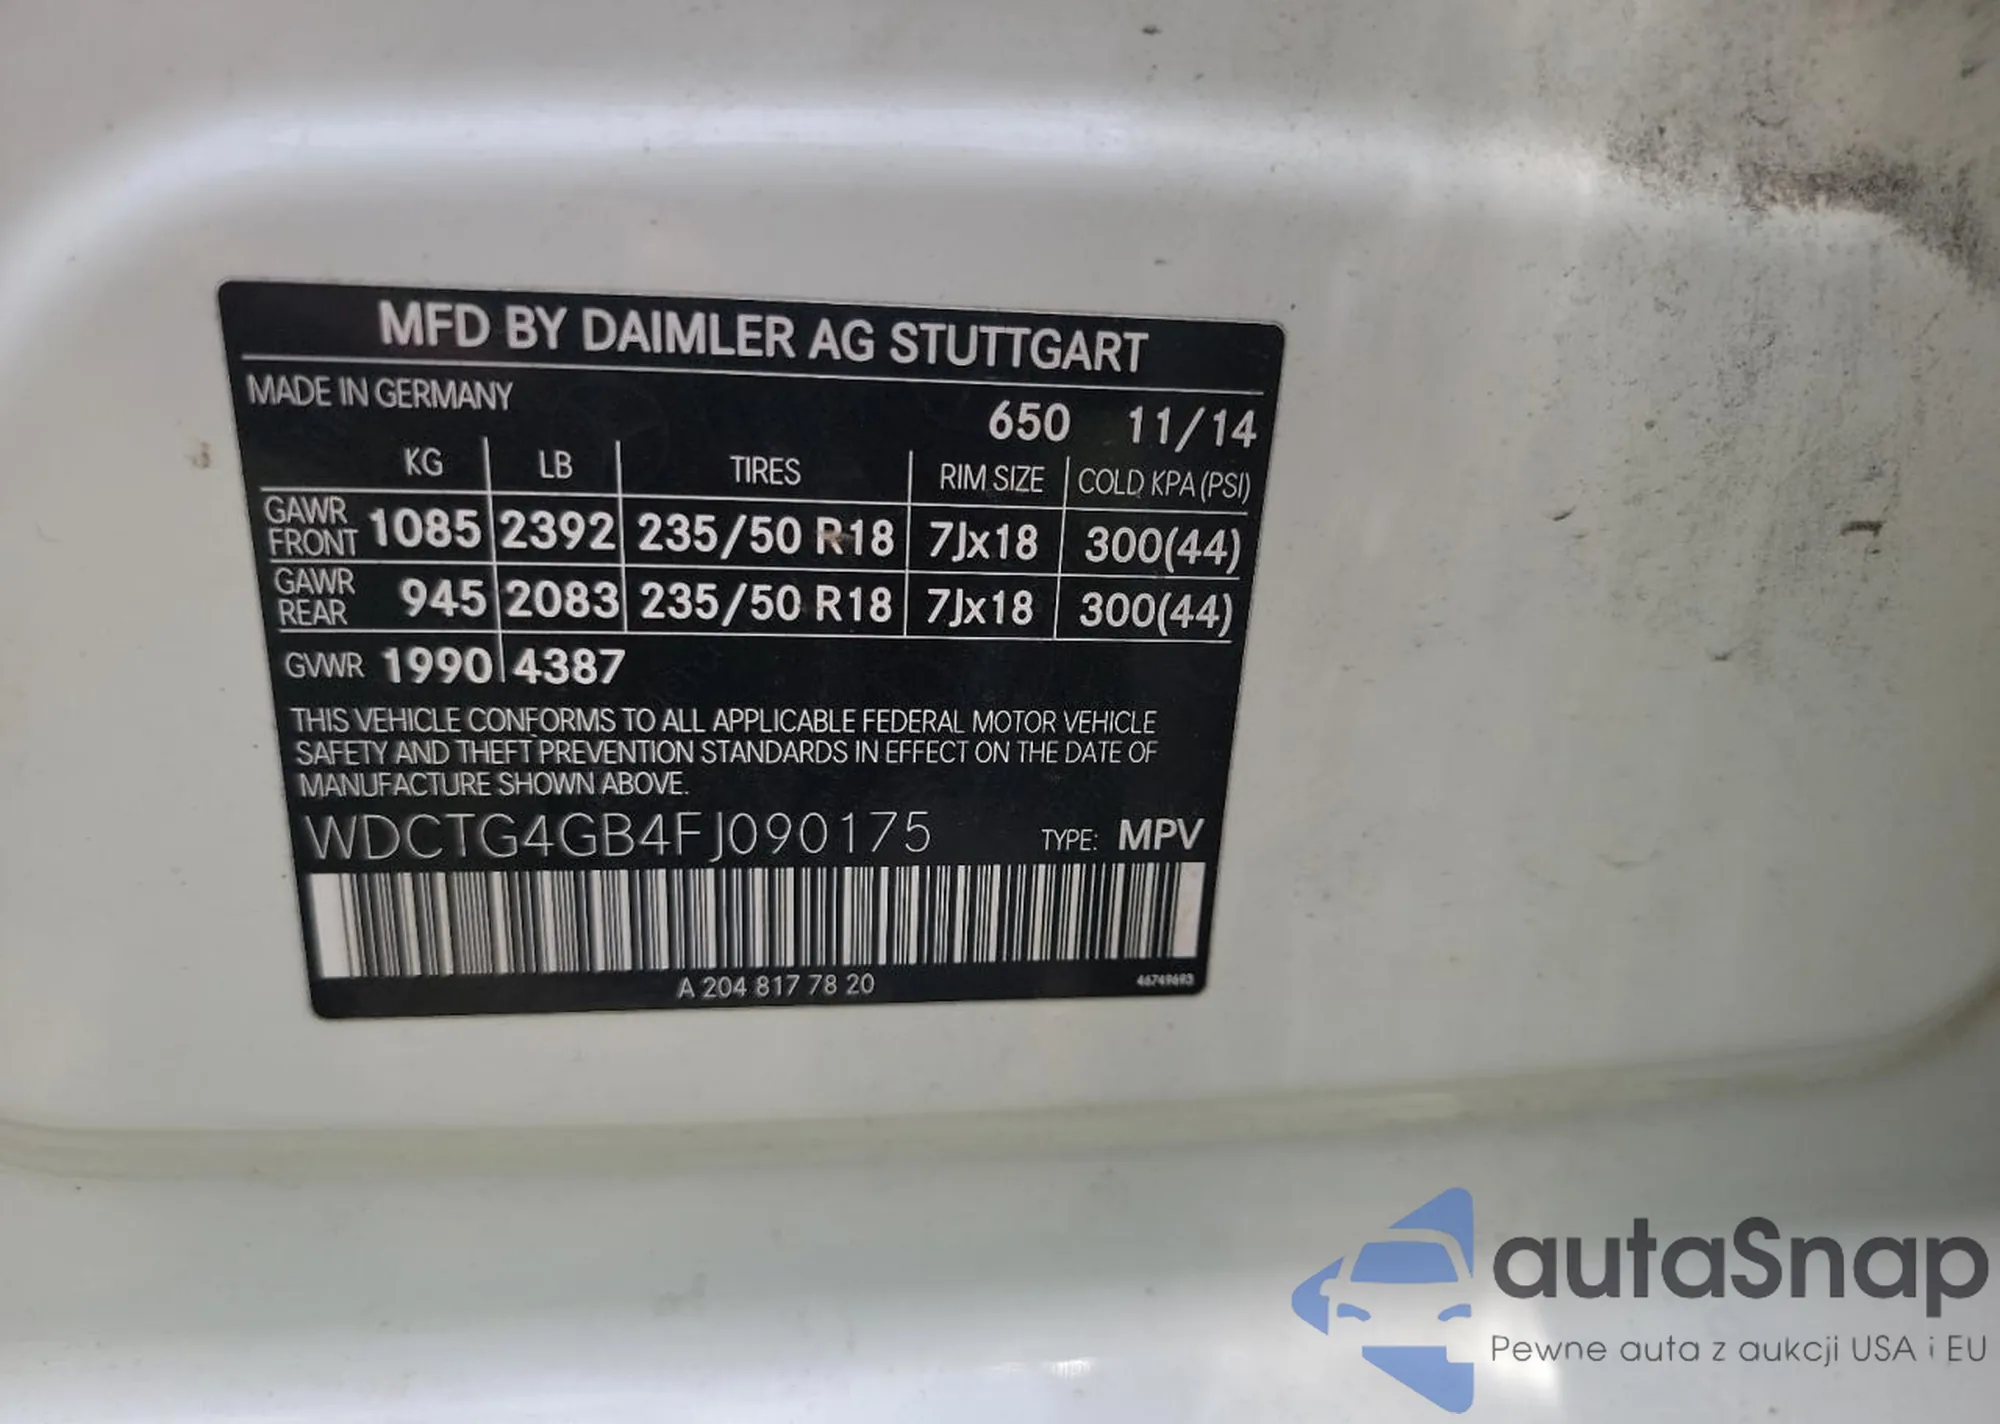 MFD BY DAIMLER AG STUTTGART
MADE IN GERMANY
650 11/14
KG LB TIRES RIM SIZE COLD KPA (PSI)
GAWR FRONT 1085 2392 235/50 R18 7Jx18 300(44)
GAWR REAR 945 2083 235/50 R18 7Jx18 300(44)
GVWR 1990 4387
THIS VEHICLE CONFORMS TO ALL APPLICABLE FEDERAL MOTOR VEHICLE
SAFETY AND THEFT PREVENTION STANDARDS IN EFFECT ON THE DATE OF
MANUFACTURE SHOWN ABOVE.
WDCTG4GB4FJ090175 TYPE: MPV
A 204 817 78 20 46749693
autaSnap
Pewne auta z aukcji USA i EU